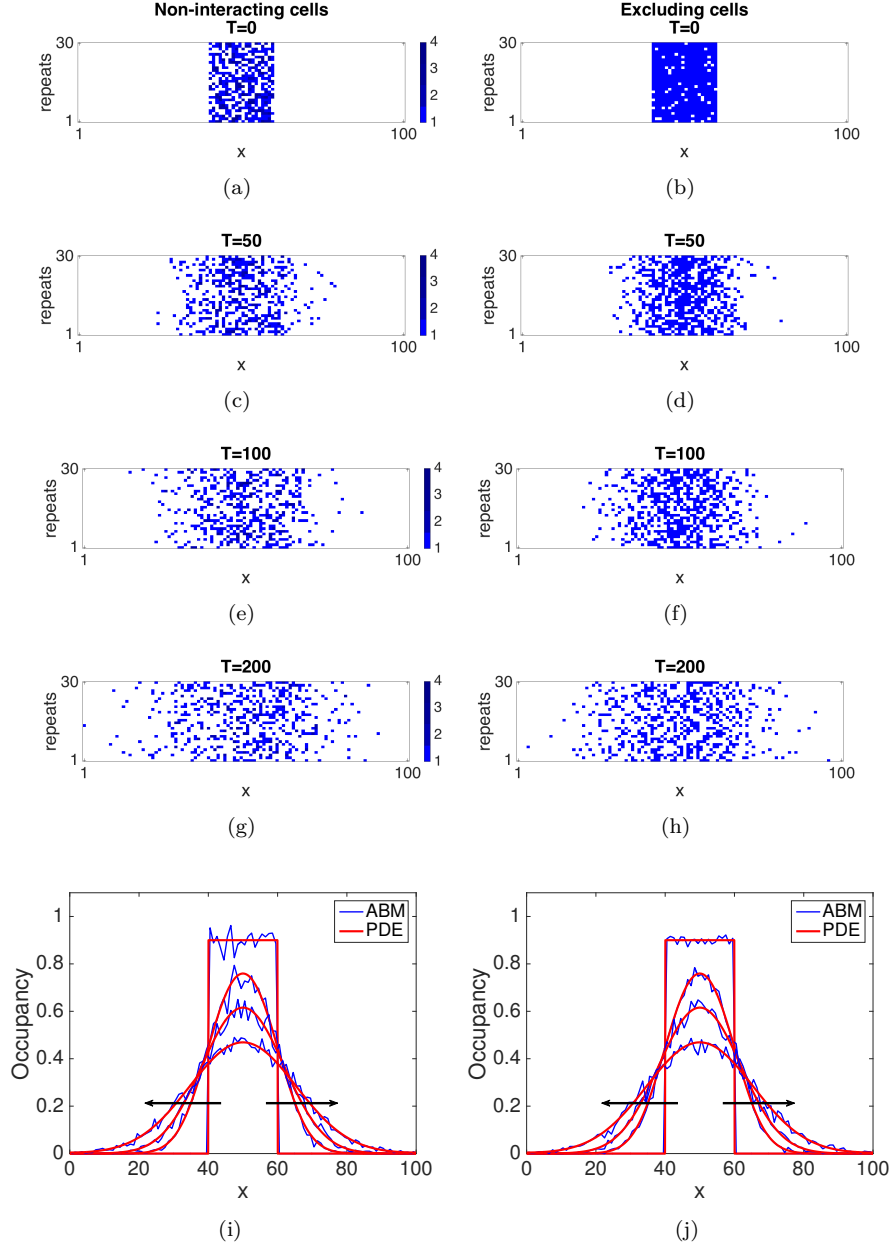 Non-interacting cells
T=0
30
repeats
1
1
100
x
4
3
2
1
(a)
Excluding cells
T=0
30
repeats
1
1
100
x
(b)
T=50
30
repeats
1
1
100
x
4
3
2
1
(c)
T=50
30
repeats
1
1
100
x
(d)
T=100
30
repeats
1
1
100
x
4
3
2
1
(e)
T=100
30
repeats
1
1
100
x
(f)
T=200
30
repeats
1
1
100
x
4
3
2
1
(g)
T=200
30
repeats
1
1
100
x
(h)
1
0.8
0.6
0.4
0.2
0
Occupancy
ABM
PDE
0 20 40 60 80 100
x
(i)
1
0.8
0.6
0.4
0.2
0
Occupancy
ABM
PDE
0 20 40 60 80 100
x
(j)